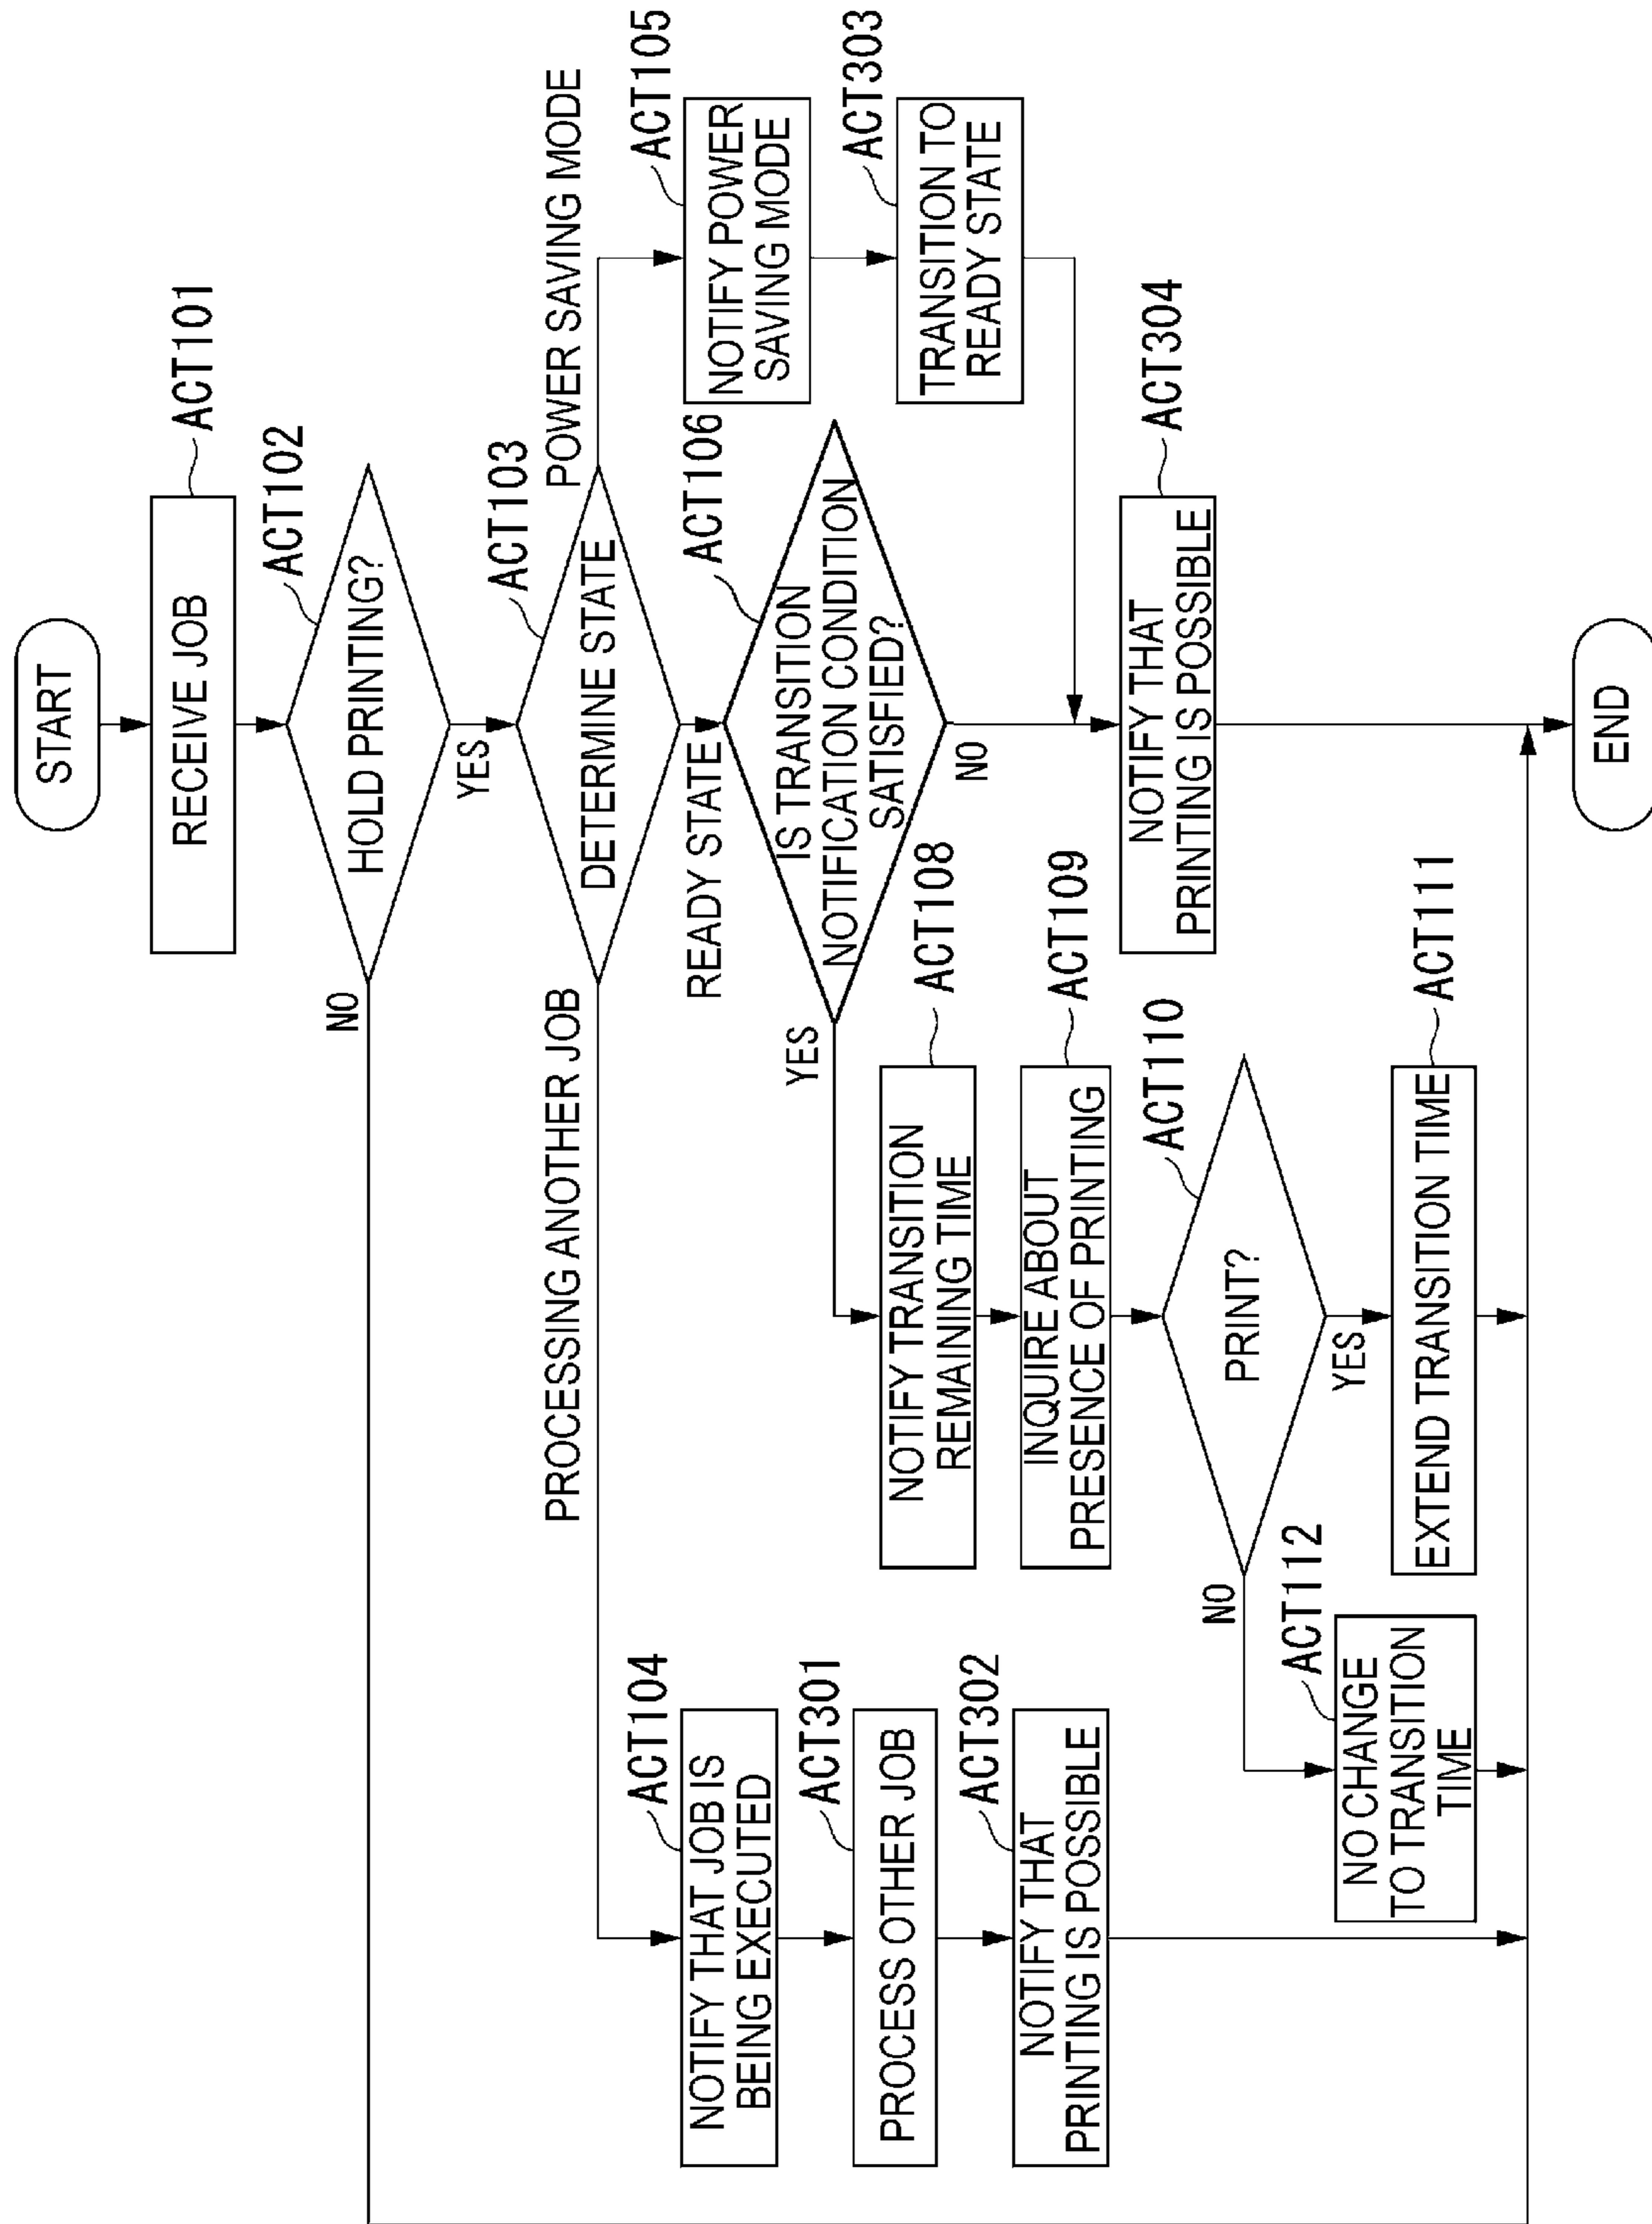 START
RECEIVE JOB
ACT101
HOLD PRINTING?
ACT102
NO
YES
DETERMINE STATE
ACT103
PROCESSING ANOTHER JOB
READY STATE
POWER SAVING MODE
NOTIFY THAT JOB IS
BEING EXECUTED
ACT104
PROCESS OTHER JOB
ACT301
NOTIFY THAT
PRINTING IS POSSIBLE
ACT302
IS TRANSITION
NOTIFICATION CONDITION
SATISFIED?
ACT106
YES
NO
NOTIFY POWER
SAVING MODE
ACT105
TRANSITION TO
READY STATE
ACT303
NOTIFY TRANSITION
REMAINING TIME
ACT108
INQUIRE ABOUT
PRESENCE OF PRINTING
ACT109
PRINT?
ACT110
NO
YES
NO CHANGE
TO TRANSITION
TIME
ACT112
EXTEND TRANSITION TIME
ACT111
NOTIFY THAT
PRINTING IS POSSIBLE
ACT304
END